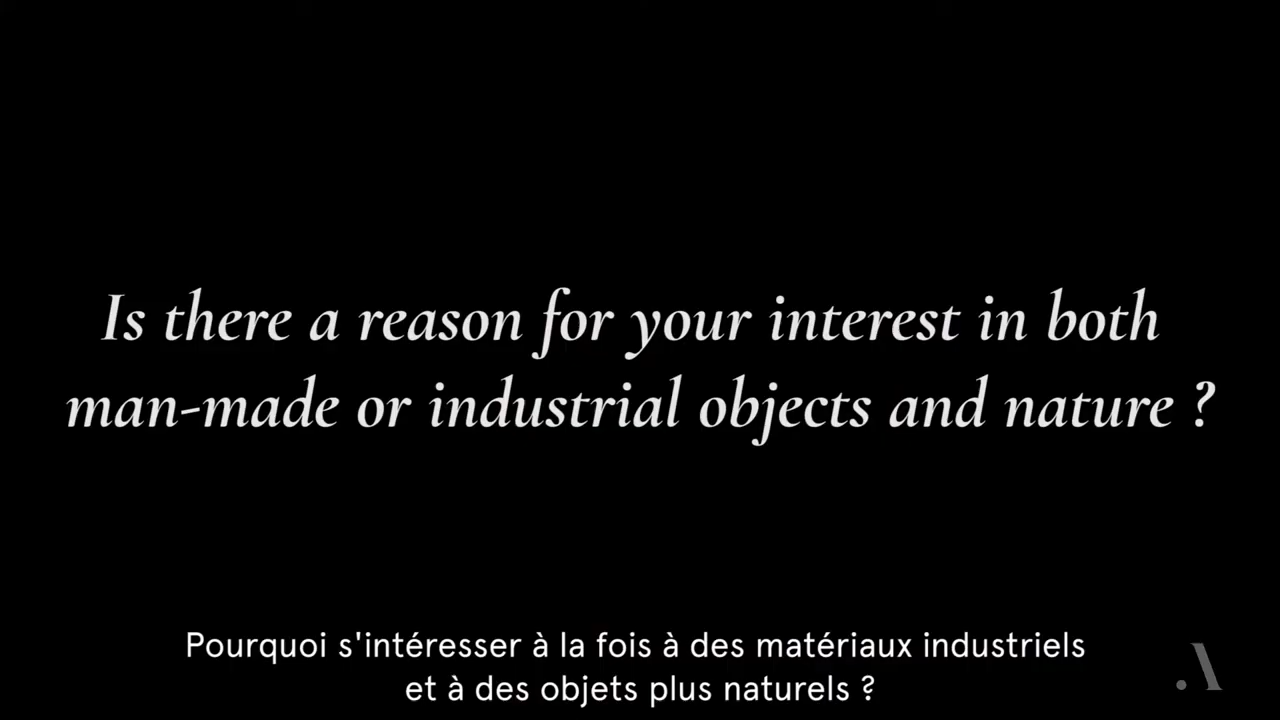 Is there a reason for your interest in both
man-made or industrial objects and nature ?
Pourquoi s'intéresser à la fois à des matériaux industriels
et à des objets plus naturels ?
.A